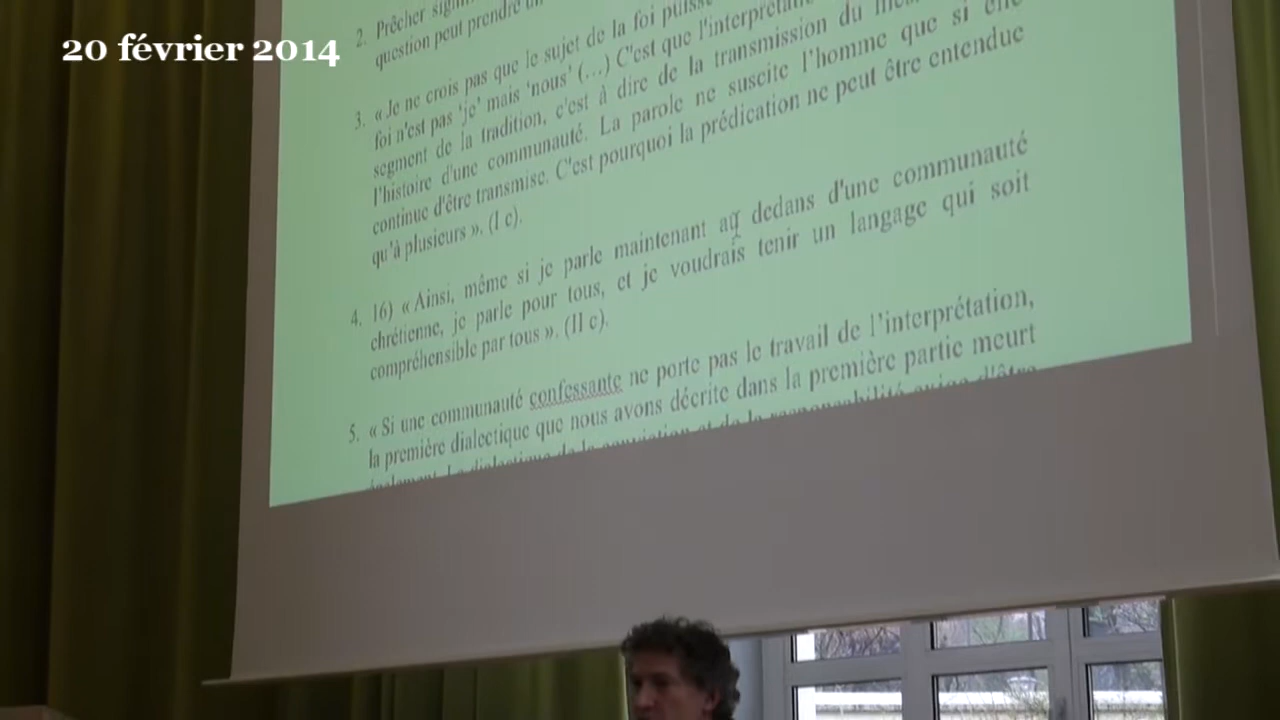 20 février 2014
2. Prêcher
question peut prendre
3. « Je ne crois pas que le sujet de la foi puisse
foi n'est pas 'je' mais 'nous' (...) C'est que
segment de la tradition, c'est à dire de la transmission du
l'histoire d'une communauté. La parole ne suscite l'homme que si elle
continue d'être transmise. C'est pourquoi la prédication ne peut être entendue
qu'à plusieurs ». (I c).
4. 16) « Ainsi, même si je parle maintenant au dedans d'une communauté
chrétienne, je parle pour tous, et je voudrais tenir un langage qui soit
compréhensible par tous ». (II c).
5. « Si une communauté confessante ne porte pas le travail de l'interprétation,
la première dialectique que nous avons décrite dans la première partie meurt